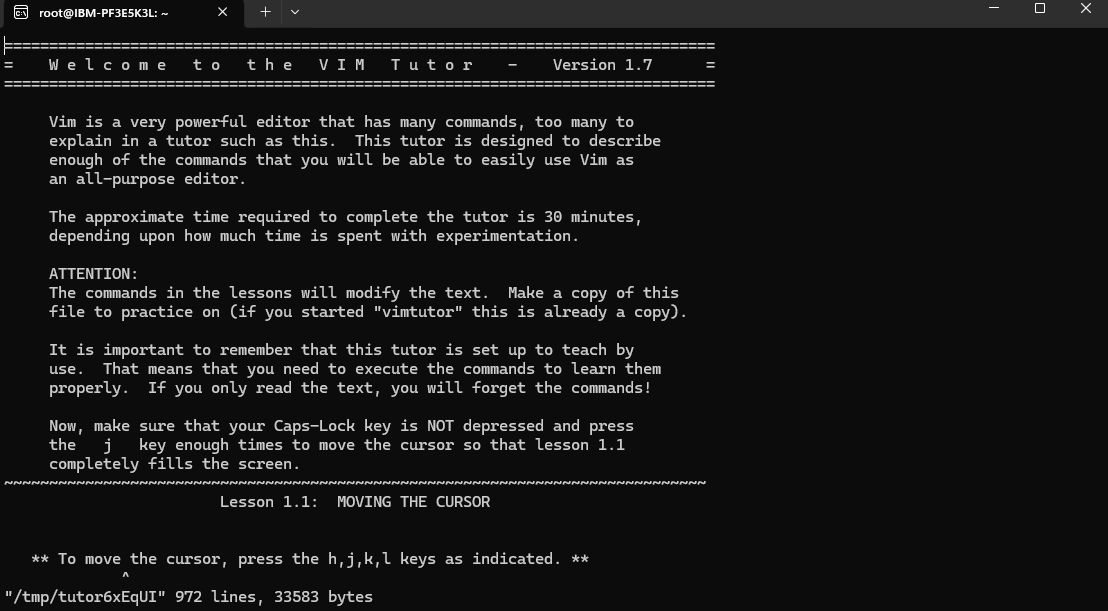 root@IBM-PF3E5K3L: ~
===============================================================================
=    W e l c o m e   t o   t h e   V I M   T u t o r    -    Version 1.7      =
===============================================================================
     Vim is a very powerful editor that has many commands, too many to
     explain in a tutor such as this.  This tutor is designed to describe
     enough of the commands that you will be able to easily use Vim as
     an all-purpose editor.
     The approximate time required to complete the tutor is 30 minutes,
     depending upon how much time is spent with experimentation.
     ATTENTION:
     The commands in the lessons will modify the text.  Make a copy of this
     file to practice on (if you started "vimtutor" this is already a copy).
     It is important to remember that this tutor is set up to teach by
     use.  That means that you need to execute the commands to learn them
     properly.  If you only read the text, you will forget the commands!
     Now, make sure that your Caps-Lock key is NOT depressed and press
     the   j   key enough times to move the cursor so that lesson 1.1
     completely fills the screen.
~~~~~~~~~~~~~~~~~~~~~~~~~~~~~~~~~~~~~~~~~~~~~~~~~~~~~~~~~~~~~~~~~~~~~~~~~~~~~~
                        Lesson 1.1:  MOVING THE CURSOR
   ** To move the cursor, press the h,j,k,l keys as indicated. **
             ^
"/tmp/tutor6xEqUI" 972 lines, 33583 bytes